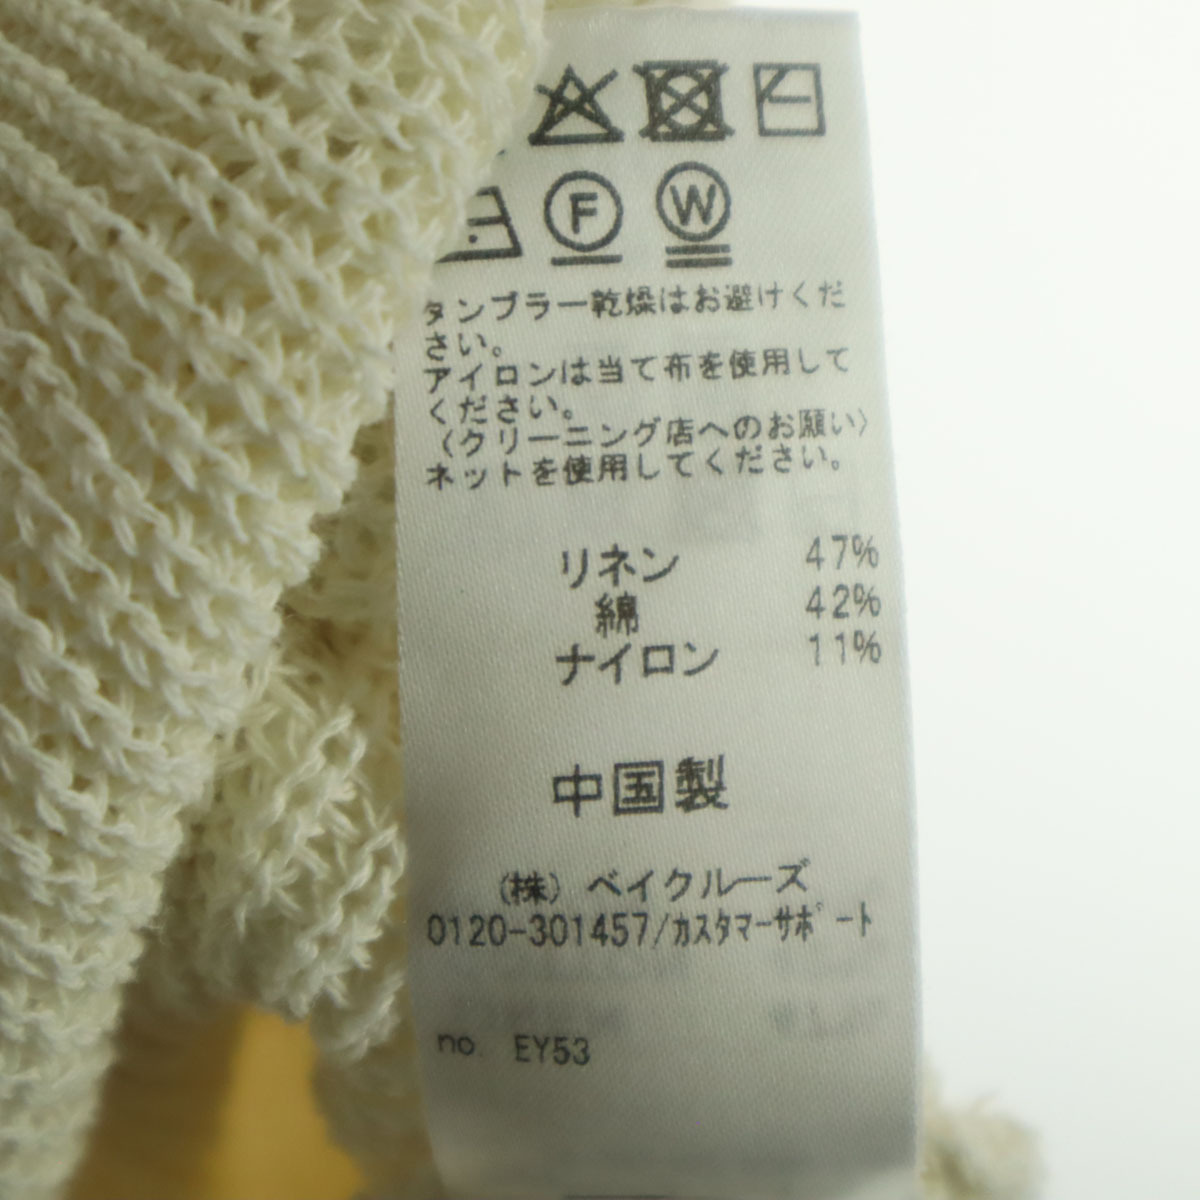 F W
タンブラー乾燥はお避けくだ
さい。
アイロンは当て布を使用して
ください。
〈クリーニング店へのお願い〉
ネットを使用してください。
リネン 47%
綿 42%
ナイロン 11%
中国製
(株) ベイクルーズ
0120-301457/カスタマーサポート
no. EY53